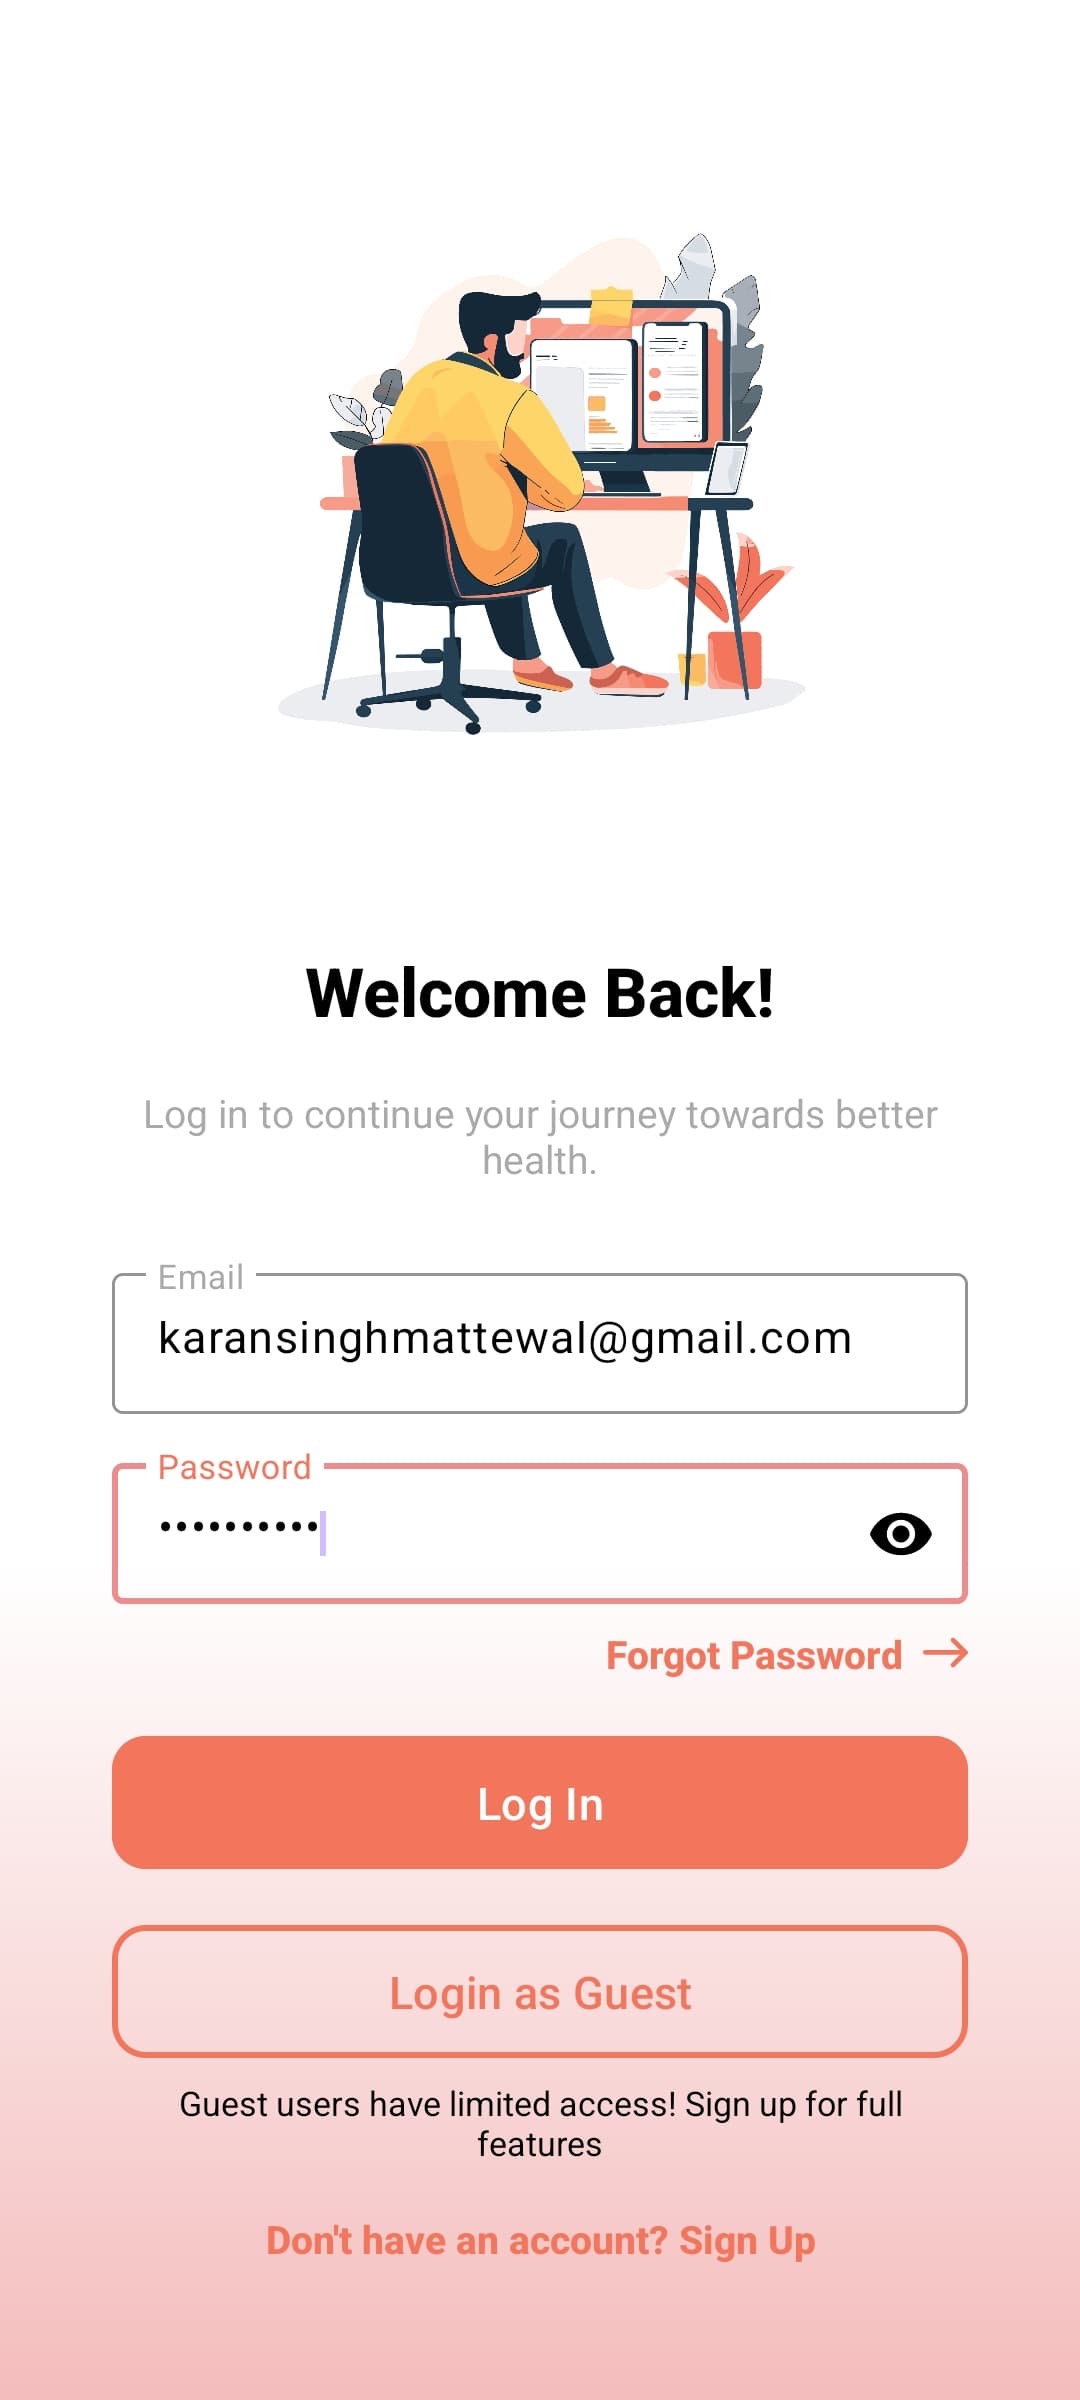 Welcome Back!
Log in to continue your journey towards better
health.
Email
karansinghmattewal@gmail.com
Password
••••••••••
Forgot Password →
Log In
Login as Guest
Guest users have limited access! Sign up for full
features
Don't have an account? Sign Up